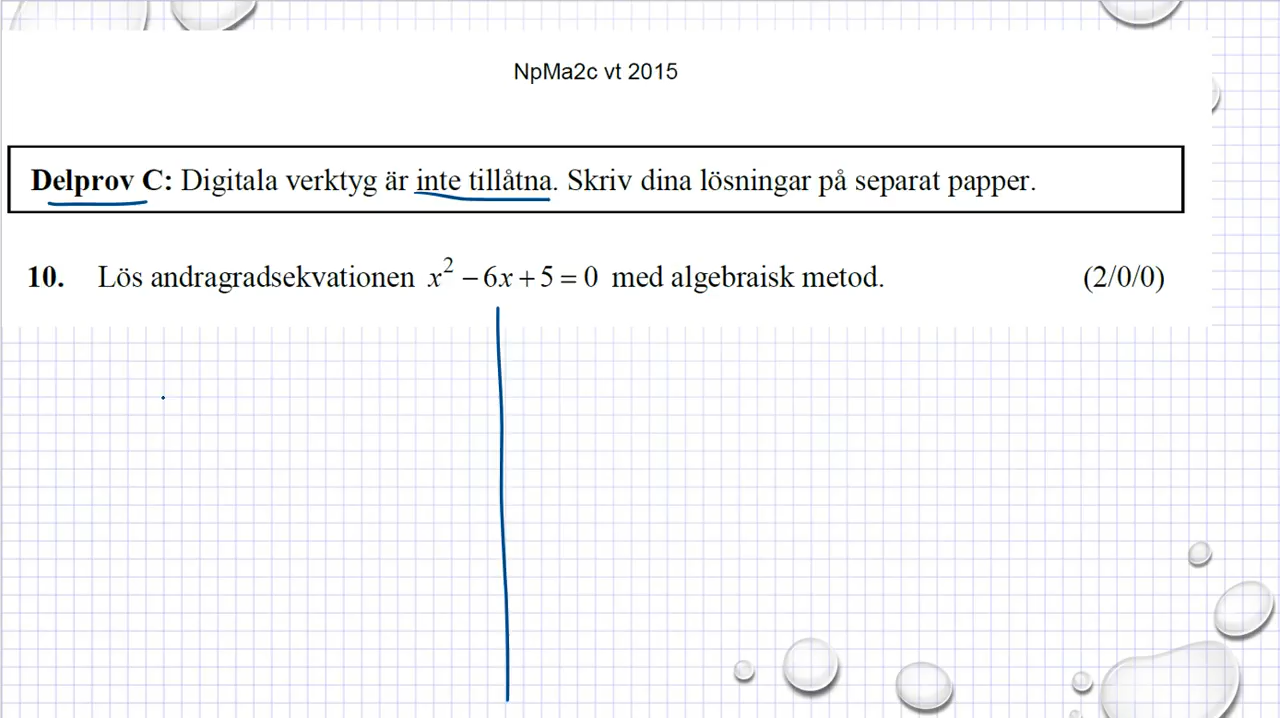 NpMa2c vt 2015
Delprov C: Digitala verktyg är inte tillåtna. Skriv dina lösningar på separat papper.
10. Lös andragradsekvationen x² − 6x + 5 = 0 med algebraisk metod. (2/0/0)